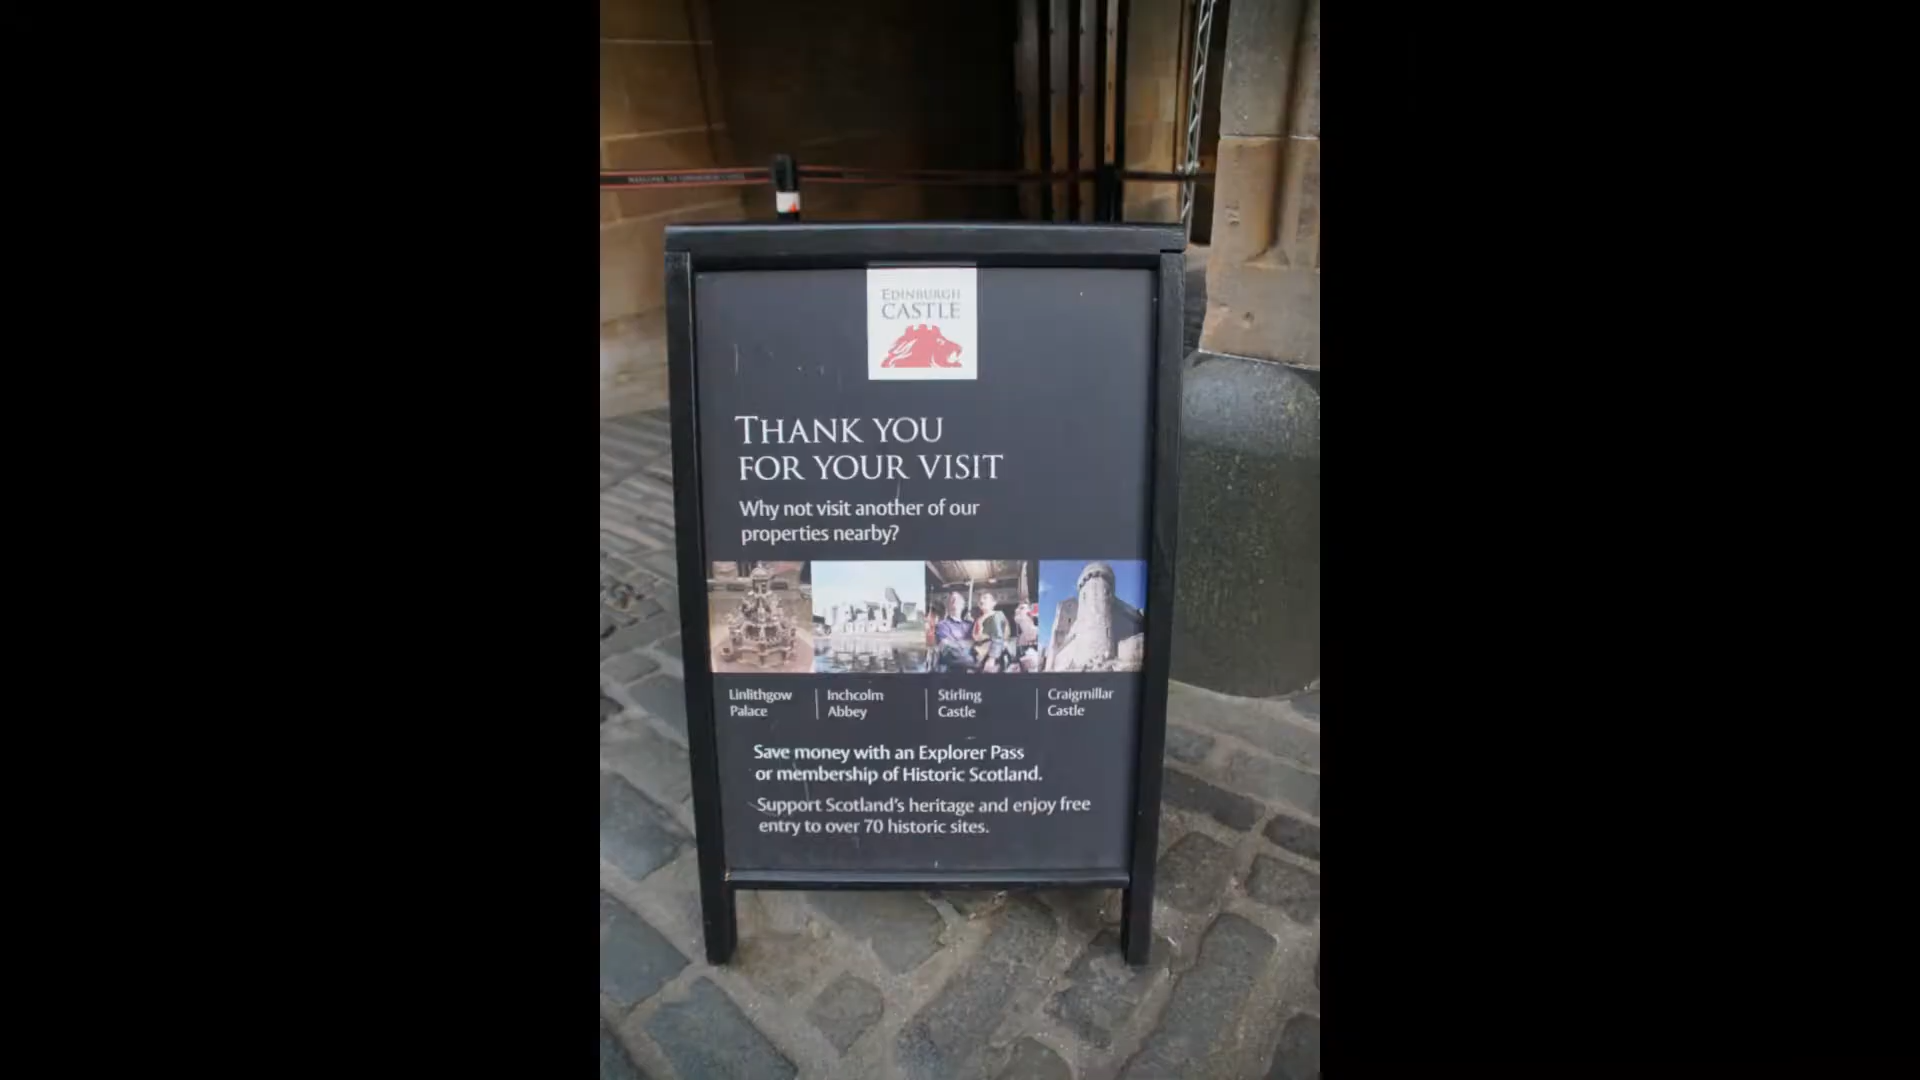 EDINBURGH
CASTLE
THANK YOU
FOR YOUR VISIT
Why not visit another of our
properties nearby?
Linlithgow
Palace
Inchcolm
Abbey
Stirling
Castle
Craigmillar
Castle
Save money with an Explorer Pass
or membership of Historic Scotland.
Support Scotland's heritage and enjoy free
entry to over 70 historic sites.